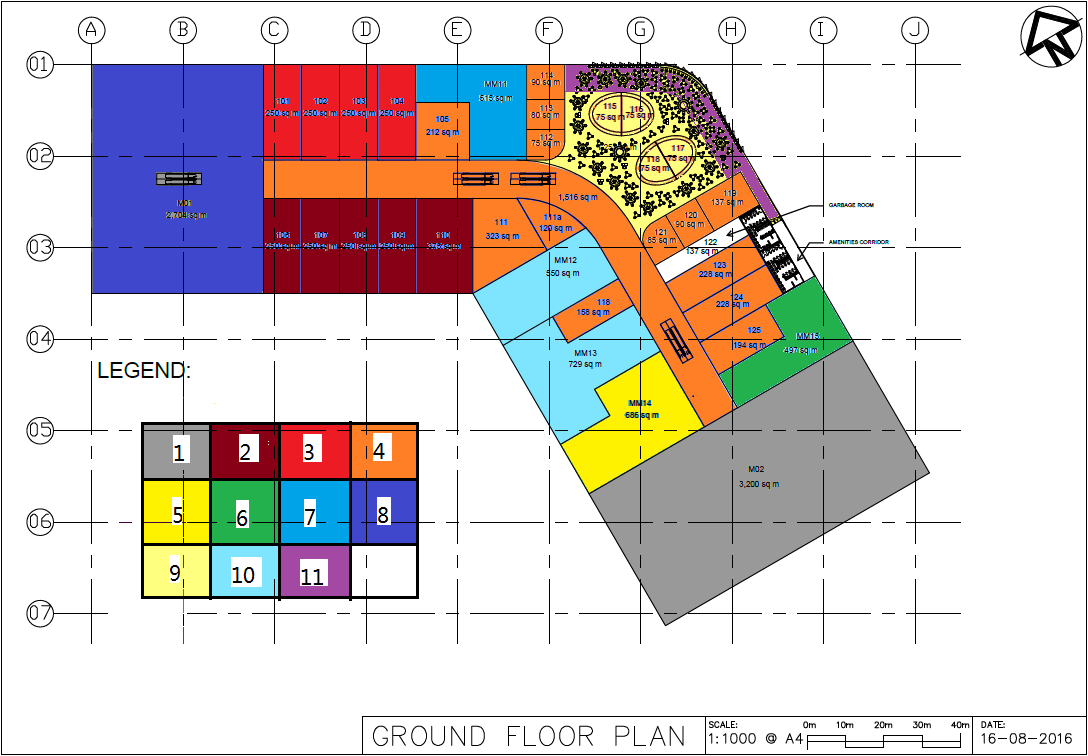 A B C D E F G H I J
01
02
03
04
05
06
07
M01
101
250 sq m
102
250 sq m
103
250 sq m
104
250 sq m
105
212 sq m
MM11
515 sq m
114
90 sq m
113
80 sq m
112
75 sq m
115
75 sq m
116
75 sq m
117
75 sq m
118
75 sq m
1,516 sq m
119
137 sq m
120
90 sq m
121
85 sq m
122
137 sq m
GARBAGE ROOM
AMENITIES CORRIDOR
107
108
109
110
111
323 sq m
111a
129 sq m
MM12
550 sq m
123
228 sq m
124
228 sq m
125
194 sq m
118
158 sq m
MM13
729 sq m
MM15
497 sq m
MM14
686 sq m
M02
3,200 sq m
LEGEND:
1 2 3 4
5 6 7 8
9 10 11
GROUND FLOOR PLAN
SCALE:
1:1000 @ A4
0m 10m 20m 30m 40m
DATE:
16-08-2016